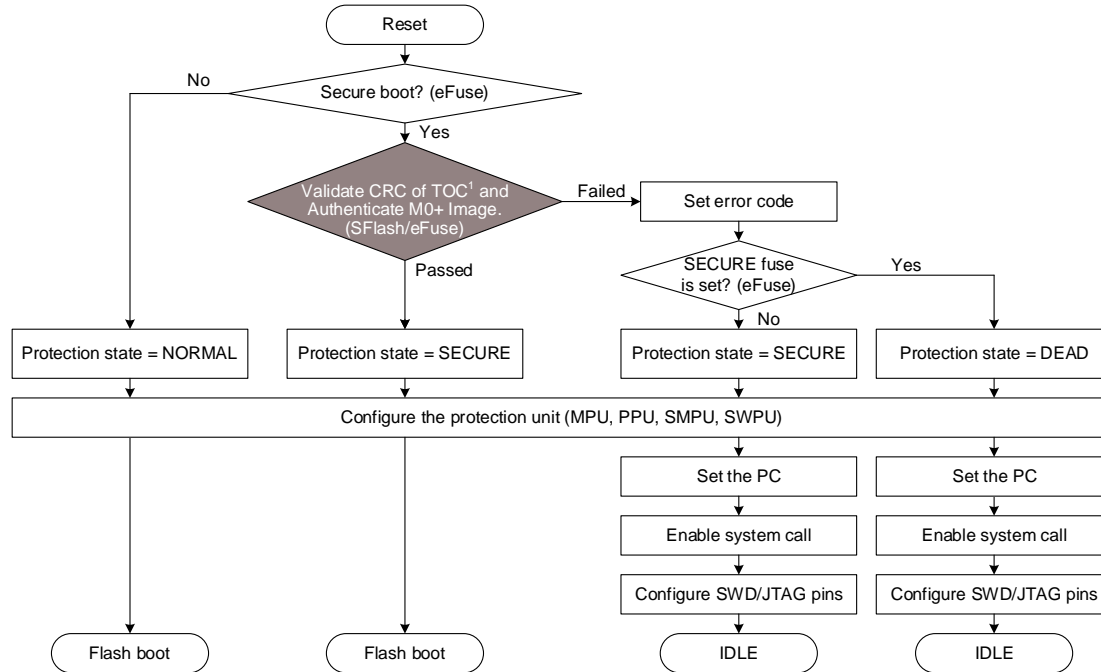 Reset
No
Secure boot? (eFuse)
Yes
Validate CRC of TOC¹ and
Authenticate M0+ Image.
(SFlash/eFuse)
Failed
Set error code
Passed
SECURE fuse
is set? (eFuse)
Yes
No
Protection state = NORMAL
Protection state = SECURE
Protection state = SECURE
Protection state = DEAD
Configure the protection unit (MPU, PPU, SMPU, SWPU)
Set the PC
Set the PC
Enable system call
Enable system call
Configure SWD/JTAG pins
Configure SWD/JTAG pins
Flash boot
Flash boot
IDLE
IDLE